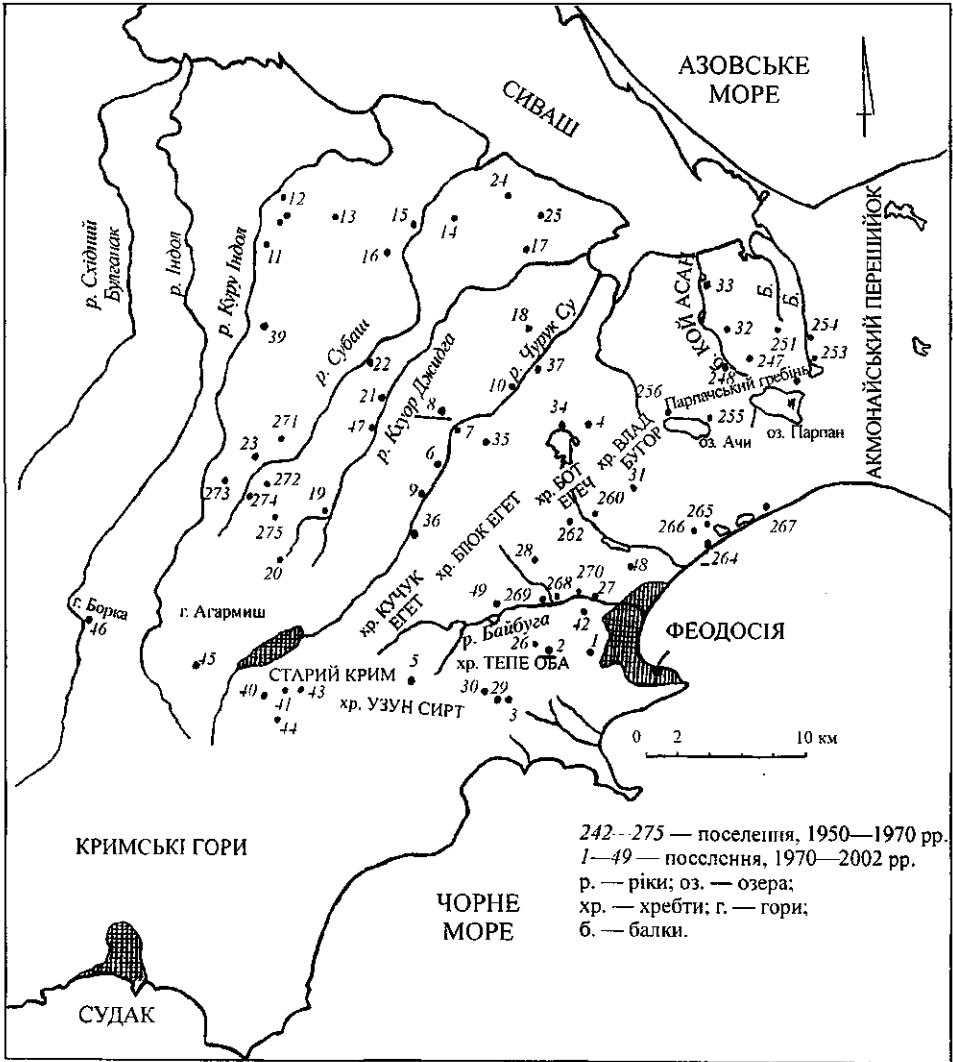 АЗОВСЬКЕ
МОРЕ
СИВАШ
АКМОНАЙСЬКИЙ ПЕРЕШИЙОК
р. Східний
Булганак
р. Індол
р. Куру Індол
р. Субаш
р. Кхуор Джидга
р. Чурук Су
б. КОЙ АСАН
Б.
Б.
12
13
15
14
24
25
11
16
17
33
32
251
254
247
253
248
39
18
37
22
10
21
8
256
Парпачський гребінь
255
оз. Ачи
оз. Парпач
34
4
хр. ВЛАД
БУГОР
271
47
7
35
23
6
31
хр. БОТ
ЕГЕЧ
273
272
274
9
260
265
275
19
262
266
267
36
264
20
хр. БІЮК ЕГЕТ
28
48
хр. КУЧУК
ЕГЕТ
49
269
268
270
27
г. Борка
46
г. Агармиш
р. Байбуга
42
ФЕОДОСІЯ
26
2
1
45
5
хр. ТЕПЕ ОБА
СТАРИЙ КРИМ
40
41
43
хр. УЗУН СИРТ
30
29
3
44
0 2 10 км
242--275 — поселення, 1950—1970 рр.
1—49 — поселення, 1970—2002 рр.
р. — ріки; оз. — озера;
хр. — хребти; г. — гори;
б. — балки.
КРИМСЬКІ ГОРИ
ЧОРНЕ
МОРЕ
СУДАК